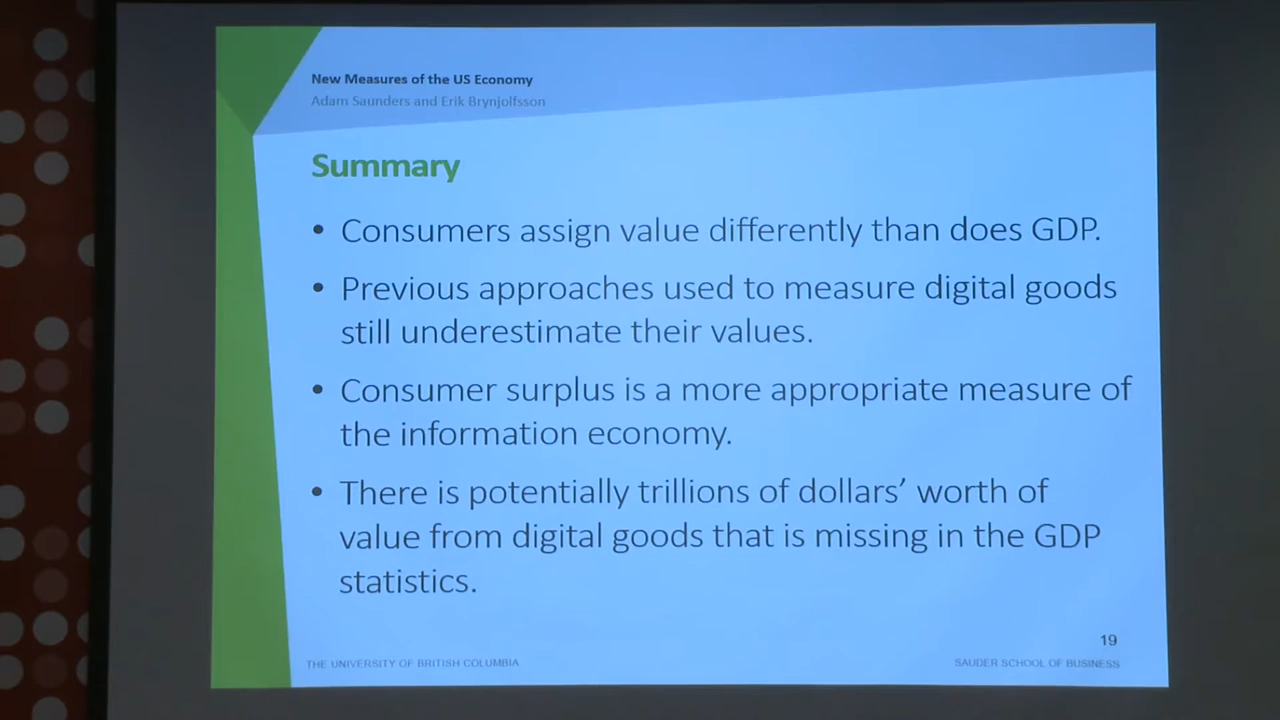 New Measures of the US Economy
Adam Saunders and Erik Brynjolfsson
Summary
• Consumers assign value differently than does GDP.
• Previous approaches used to measure digital goods
still underestimate their values.
• Consumer surplus is a more appropriate measure of
the information economy.
• There is potentially trillions of dollars’ worth of
value from digital goods that is missing in the GDP
statistics.
19
THE UNIVERSITY OF BRITISH COLUMBIA
SAUDER SCHOOL OF BUSINESS